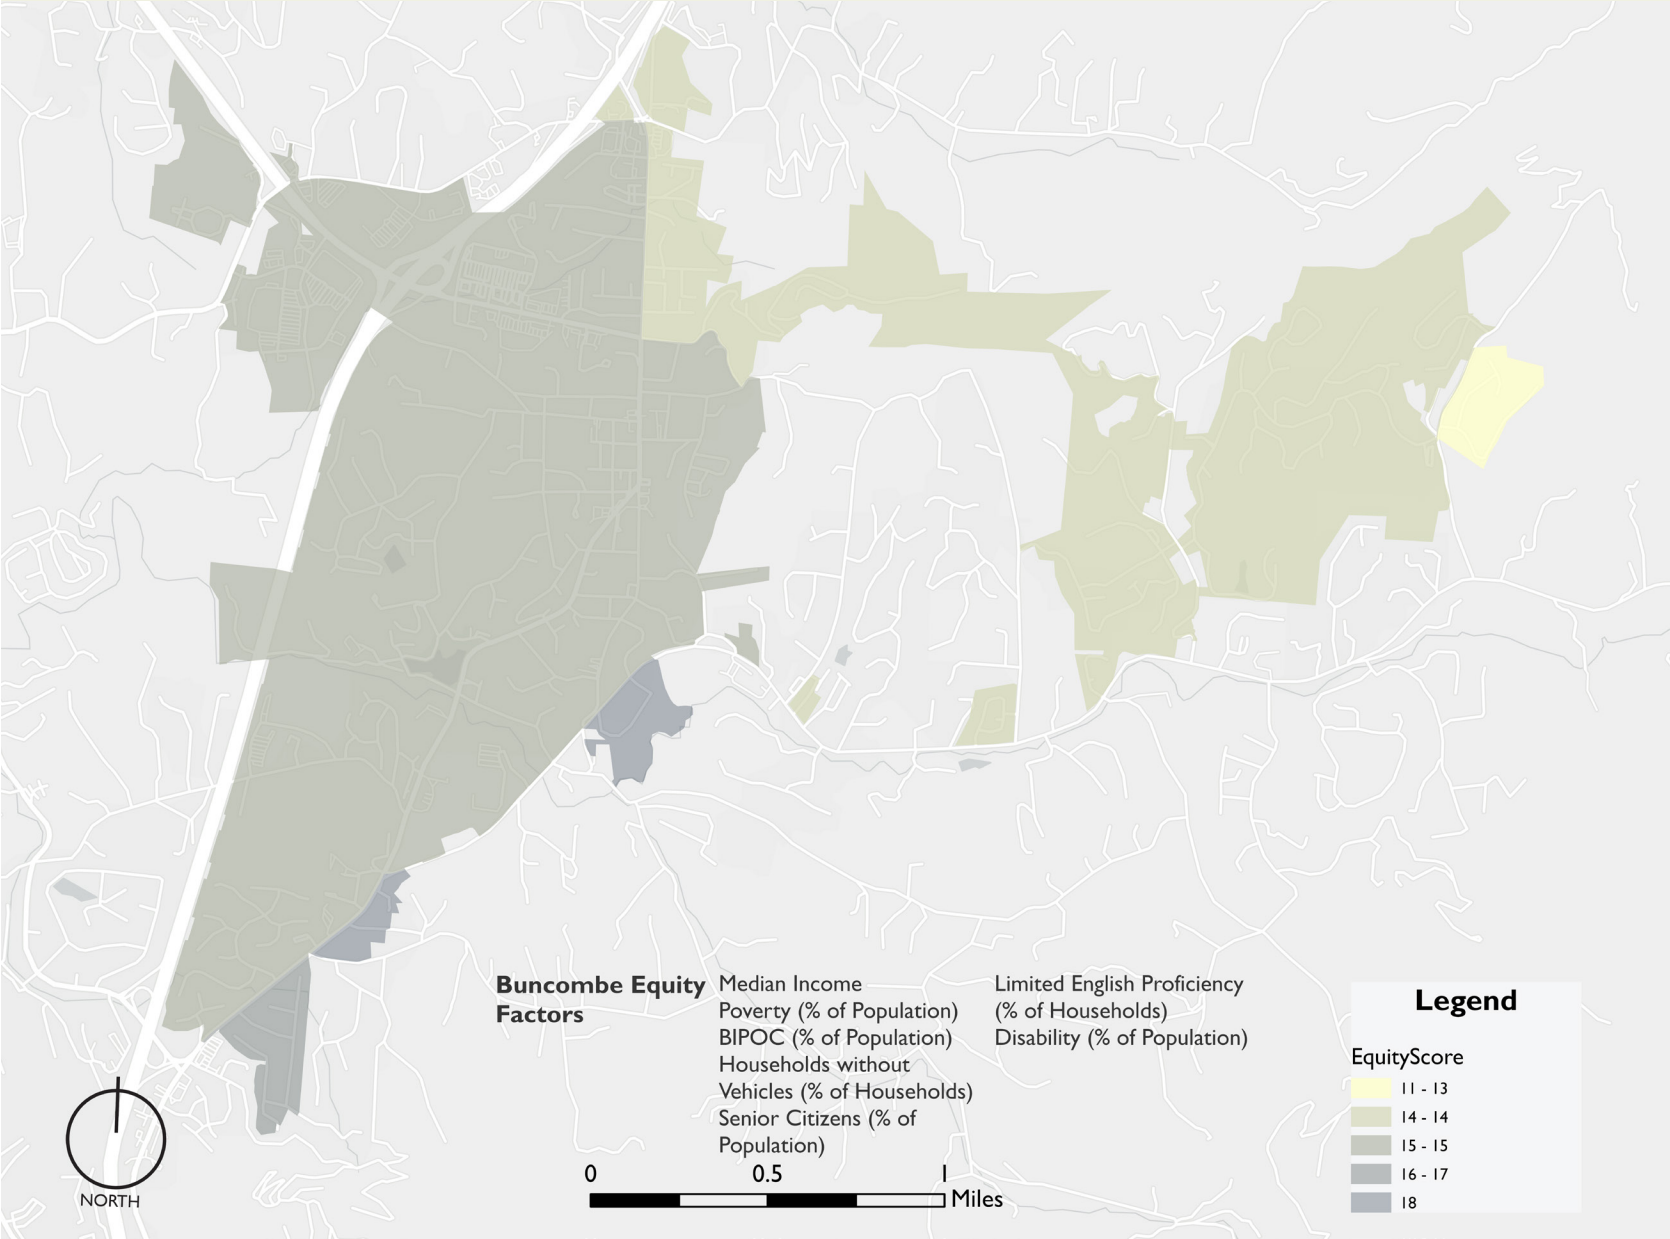 Buncombe Equity
Factors
Median Income
Poverty (% of Population)
BIPOC (% of Population)
Households without
Vehicles (% of Households)
Senior Citizens (% of
Population)
Limited English Proficiency
(% of Households)
Disability (% of Population)
Legend
EquityScore
11 - 13
14 - 14
15 - 15
16 - 17
18
NORTH
0 0.5 1
Miles